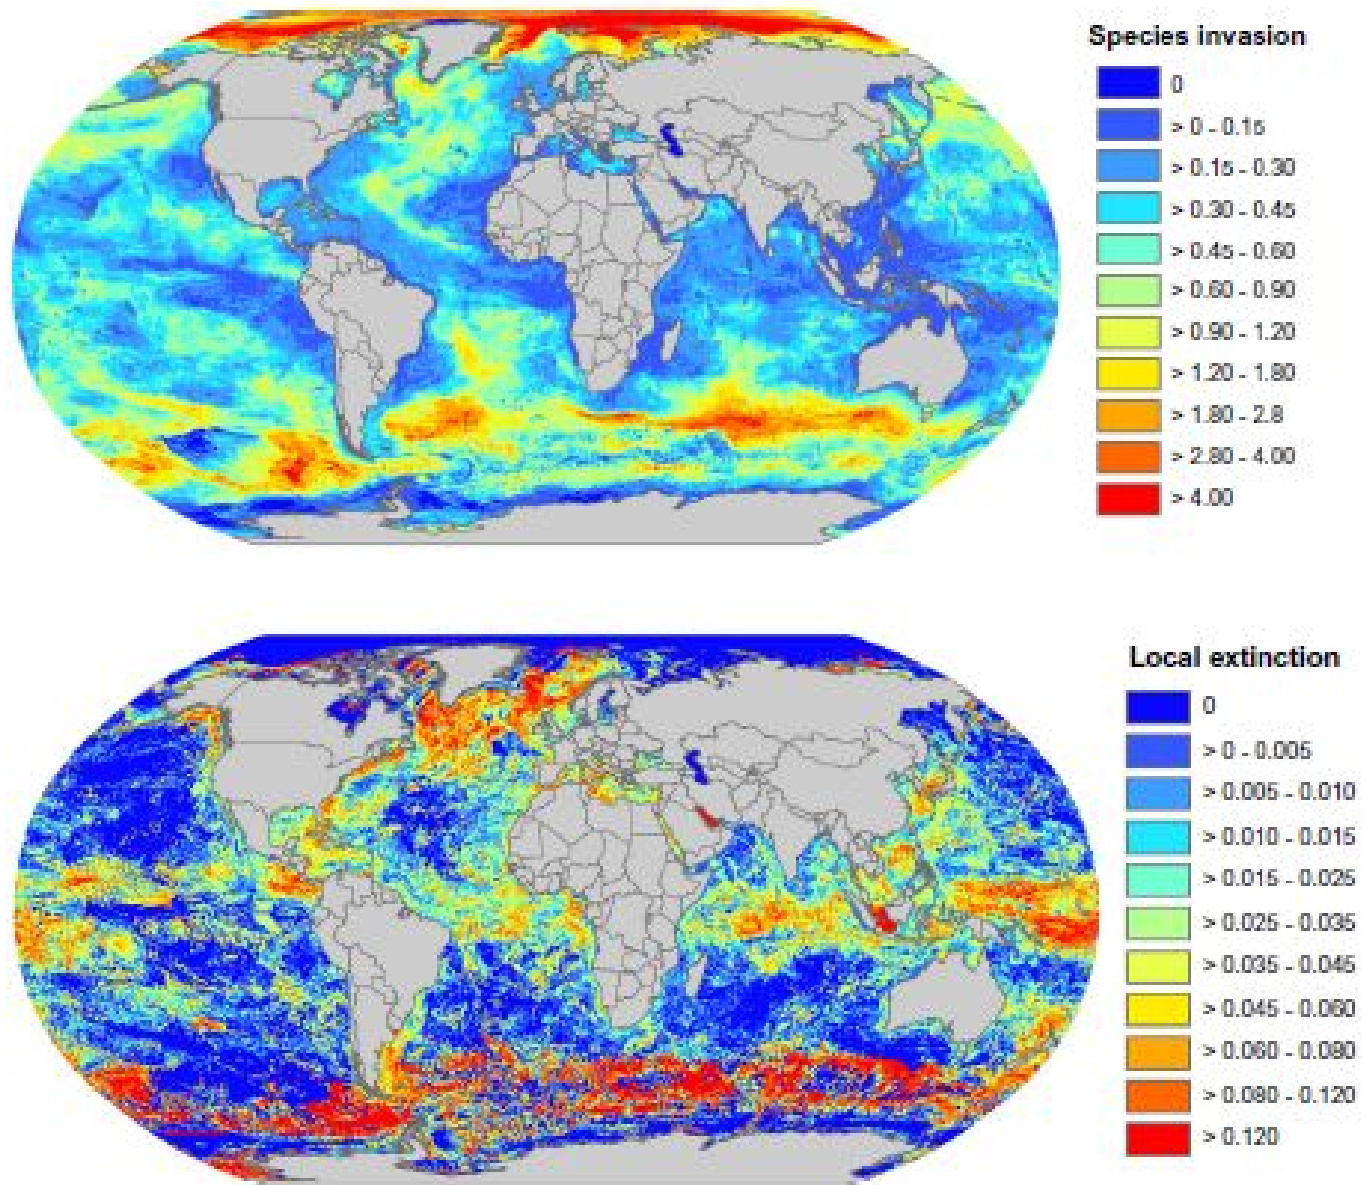 Species invasion
0
> 0 - 0.15
> 0.15 - 0.30
> 0.30 - 0.45
> 0.45 - 0.60
> 0.60 - 0.90
> 0.90 - 1.20
> 1.20 - 1.80
> 1.80 - 2.8
> 2.80 - 4.00
> 4.00
Local extinction
0
> 0 - 0.005
> 0.005 - 0.010
> 0.010 - 0.015
> 0.015 - 0.025
> 0.025 - 0.035
> 0.035 - 0.045
> 0.045 - 0.060
> 0.060 - 0.080
> 0.080 - 0.120
> 0.120